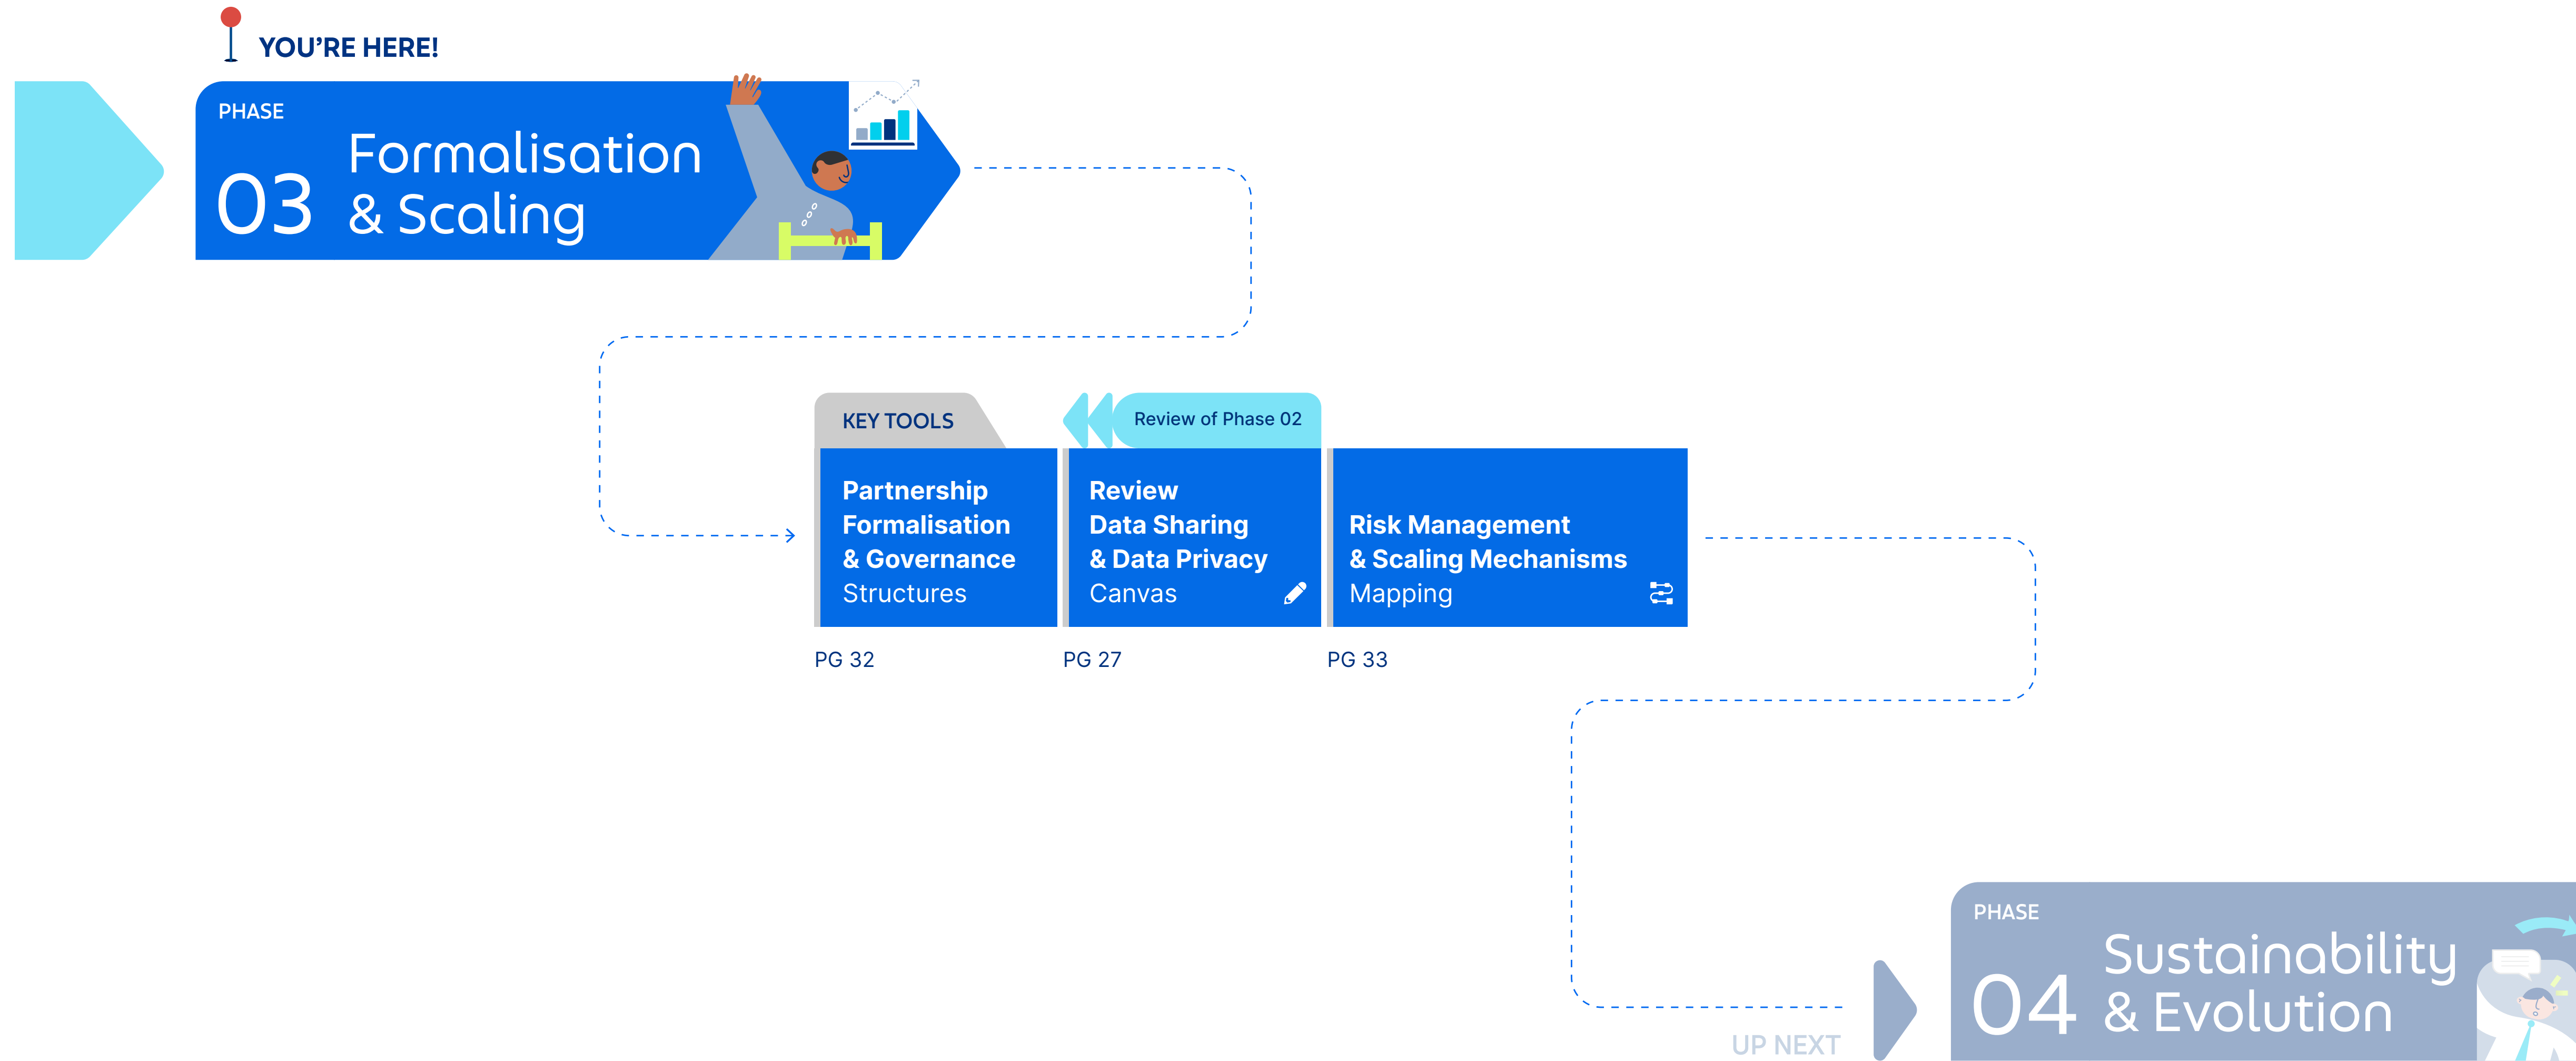 YOU’RE HERE!
PHASE
03
Formalisation
& Scaling
KEY TOOLS
Review of Phase 02
Partnership
Formalisation
& Governance
Structures
PG 32
Review
Data Sharing
& Data Privacy
Canvas
PG 27
Risk Management
& Scaling Mechanisms
Mapping
PG 33
UP NEXT
PHASE
04
Sustainability
& Evolution